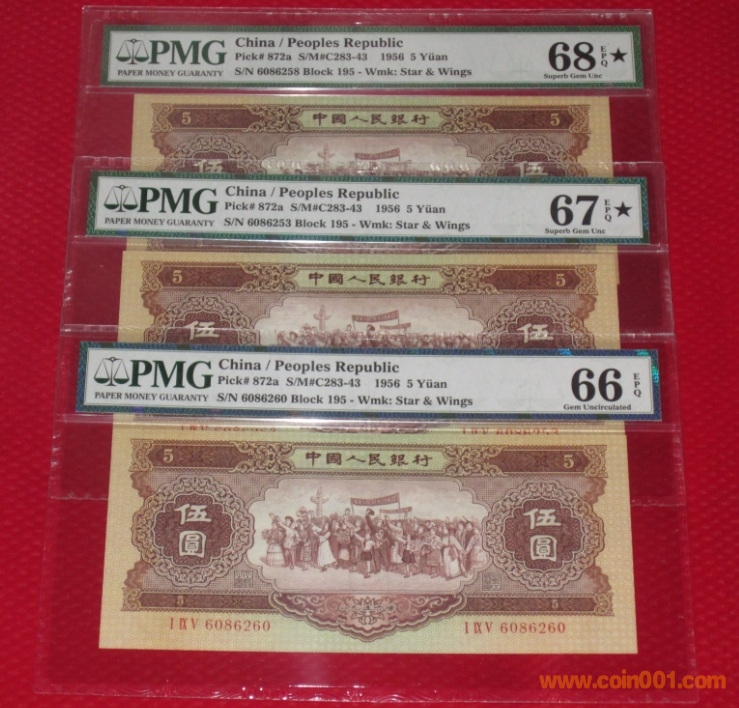 PMG
PAPER MONEY GUARANTY
China / Peoples Republic
Pick# 872a S/M#C283-43 1956 5 Yüan
S/N 6086258 Block 195 - Wmk: Star & Wings
68 EPQ ★
Superb Gem Unc
5 中國人民銀行 5
伍 伍
PMG
PAPER MONEY GUARANTY
China / Peoples Republic
Pick# 872a S/M#C283-43 1956 5 Yüan
S/N 6086253 Block 195 - Wmk: Star & Wings
67 EPQ ★
Superb Gem Unc
5 中國人民銀行 5
伍 伍
PMG
PAPER MONEY GUARANTY
China / Peoples Republic
Pick# 872a S/M#C283-43 1956 5 Yüan
S/N 6086260 Block 195 - Wmk: Star & Wings
66 EPQ
Gem Uncirculated
5 中國人民銀行 5
伍圓 伍圓
5 5
I IX V 6086260 I IX V 6086260
www.coin001.com